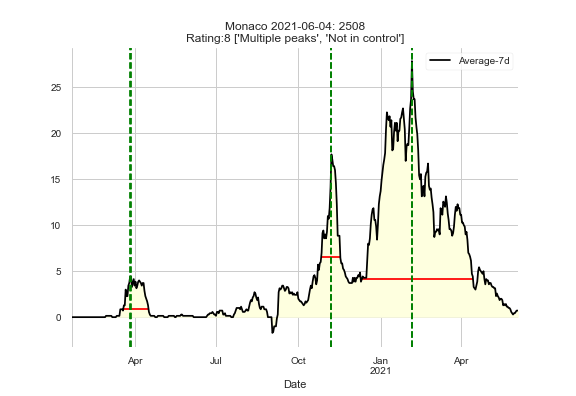 Monaco 2021-06-04: 2508
Rating:8 ['Multiple peaks', 'Not in control']
Average-7d
25
20
15
10
5
0
Apr Jul Oct Jan Apr
2021
Date